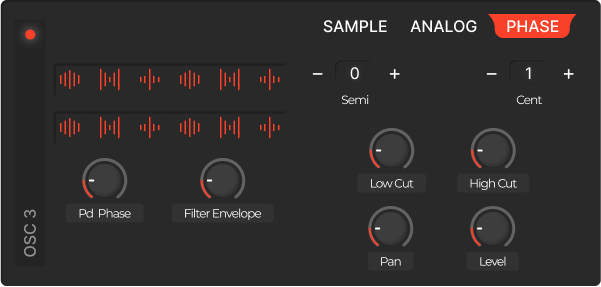 SAMPLE ANALOG PHASE
− 0 + − 1 +
Semi Cent
Low Cut High Cut
Pd Phase Filter Envelope
Pan Level
OSC 3